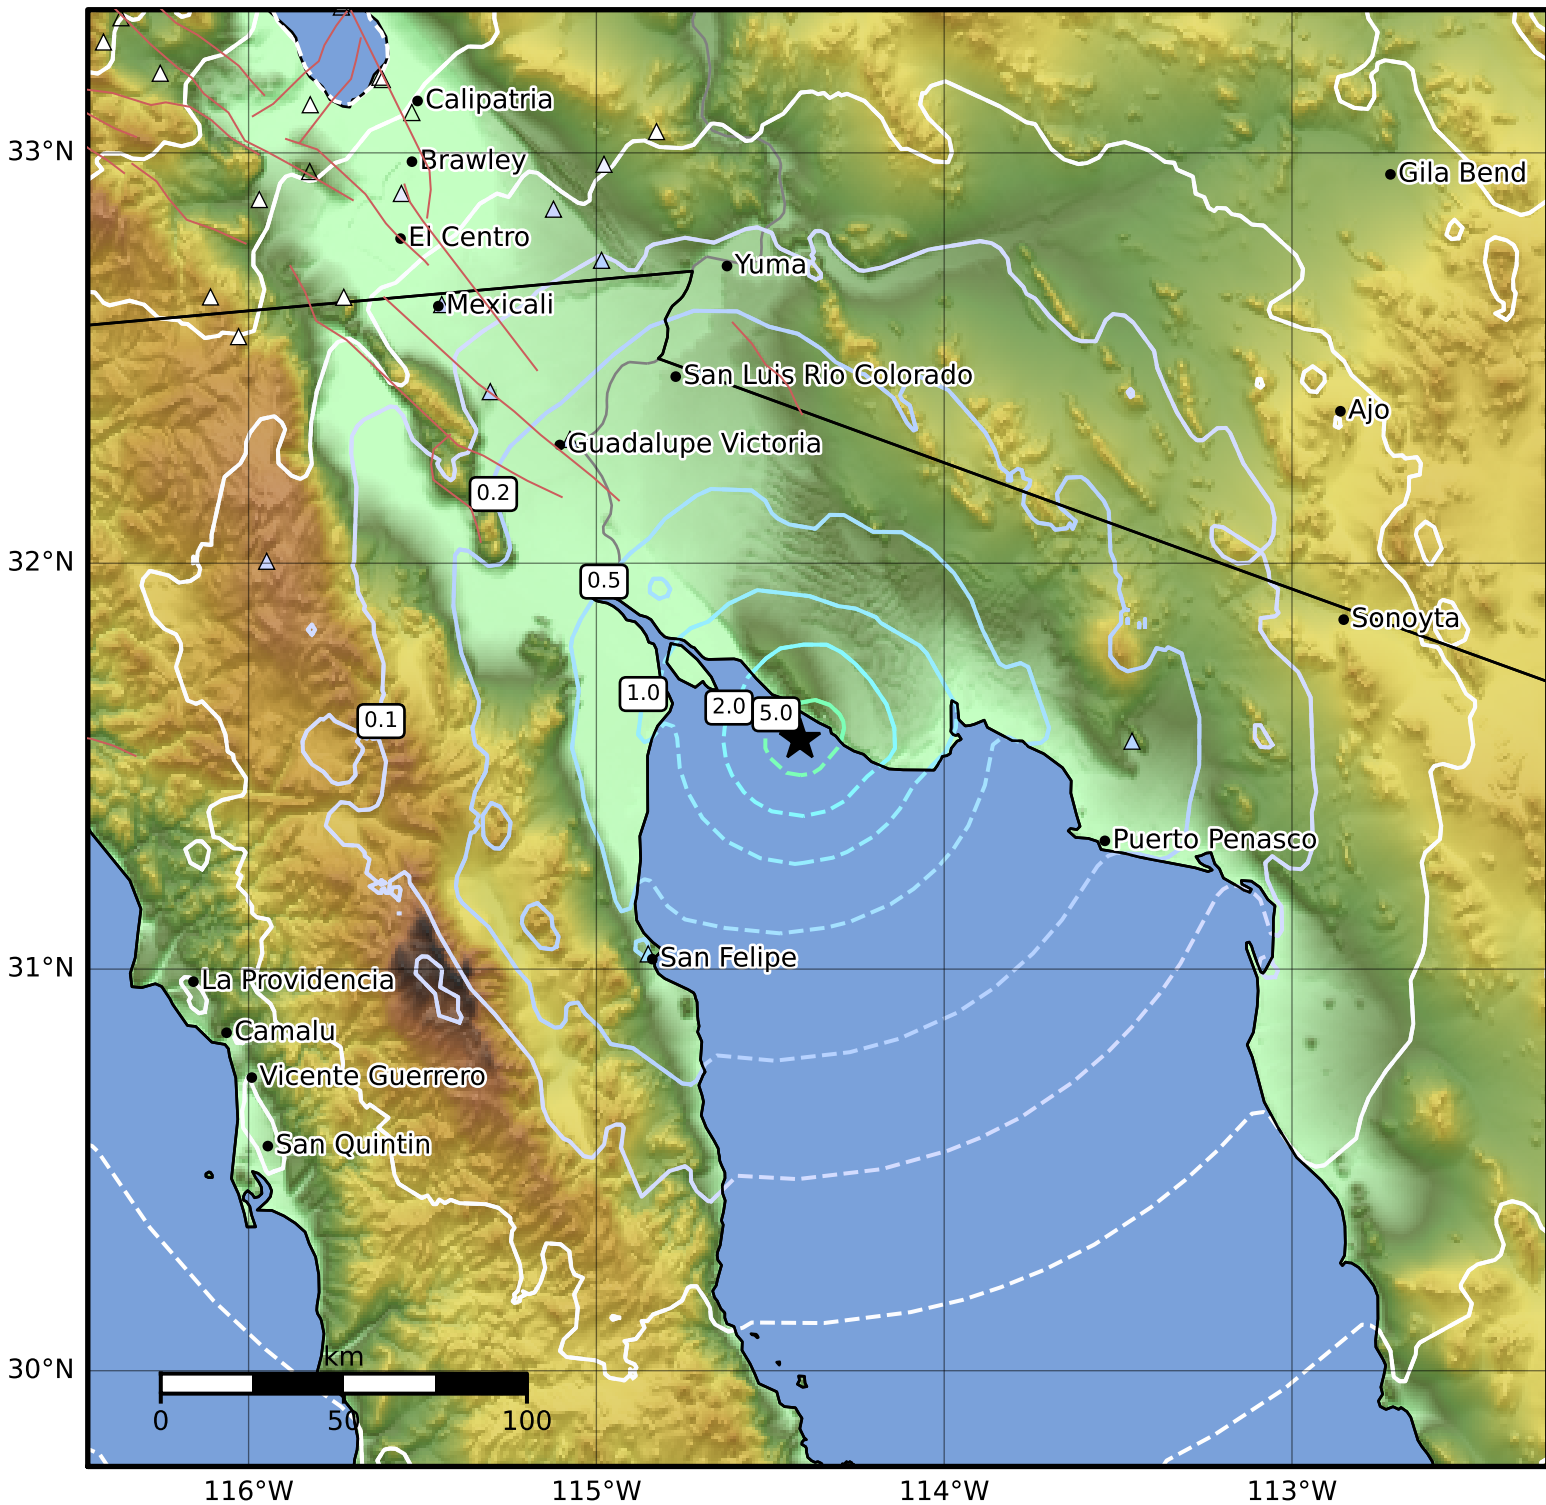 Calipatria
33°N
Brawley
Gila Bend
El Centro
Yuma
Mexicali
San Luis Rio Colorado
Ajo
Guadalupe Victoria
0.2
32°N
0.5
Sonoyta
1.0
2.0
5.0
0.1
Puerto Penasco
San Felipe
31°N
La Providencia
Camalu
Vicente Guerrero
San Quintin
km
30°N
0
50
100
116°W
115°W
114°W
113°W